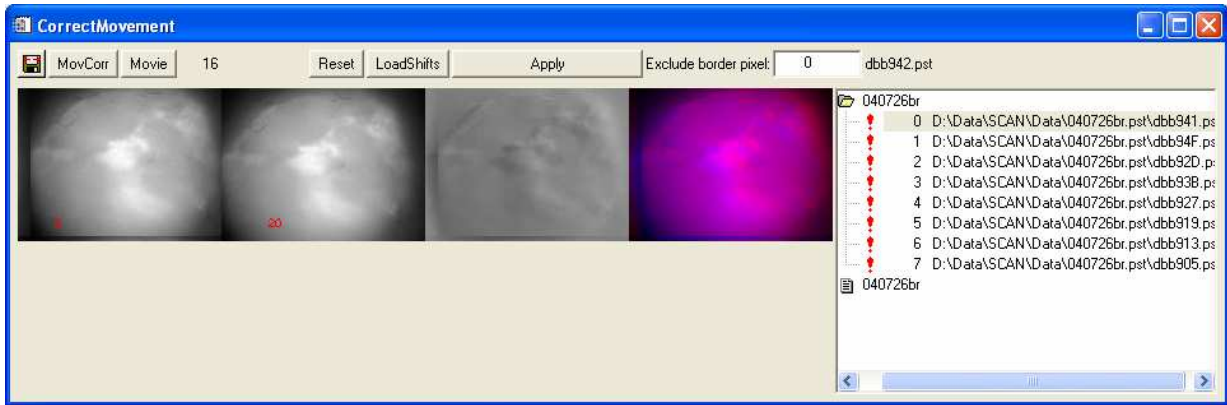 CorrectMovement
MovCorr Movie 16 Reset LoadShifts Apply Exclude border pixel: 0 dbb942.pst
20
040726br
0 D:\Data\SCAN\Data\040726br.pst\dbb941.ps
1 D:\Data\SCAN\Data\040726br.pst\dbb94F.ps
2 D:\Data\SCAN\Data\040726br.pst\dbb92D.p
3 D:\Data\SCAN\Data\040726br.pst\dbb93B.ps
4 D:\Data\SCAN\Data\040726br.pst\dbb927.ps
5 D:\Data\SCAN\Data\040726br.pst\dbb919.ps
6 D:\Data\SCAN\Data\040726br.pst\dbb913.ps
7 D:\Data\SCAN\Data\040726br.pst\dbb905.ps
040726br